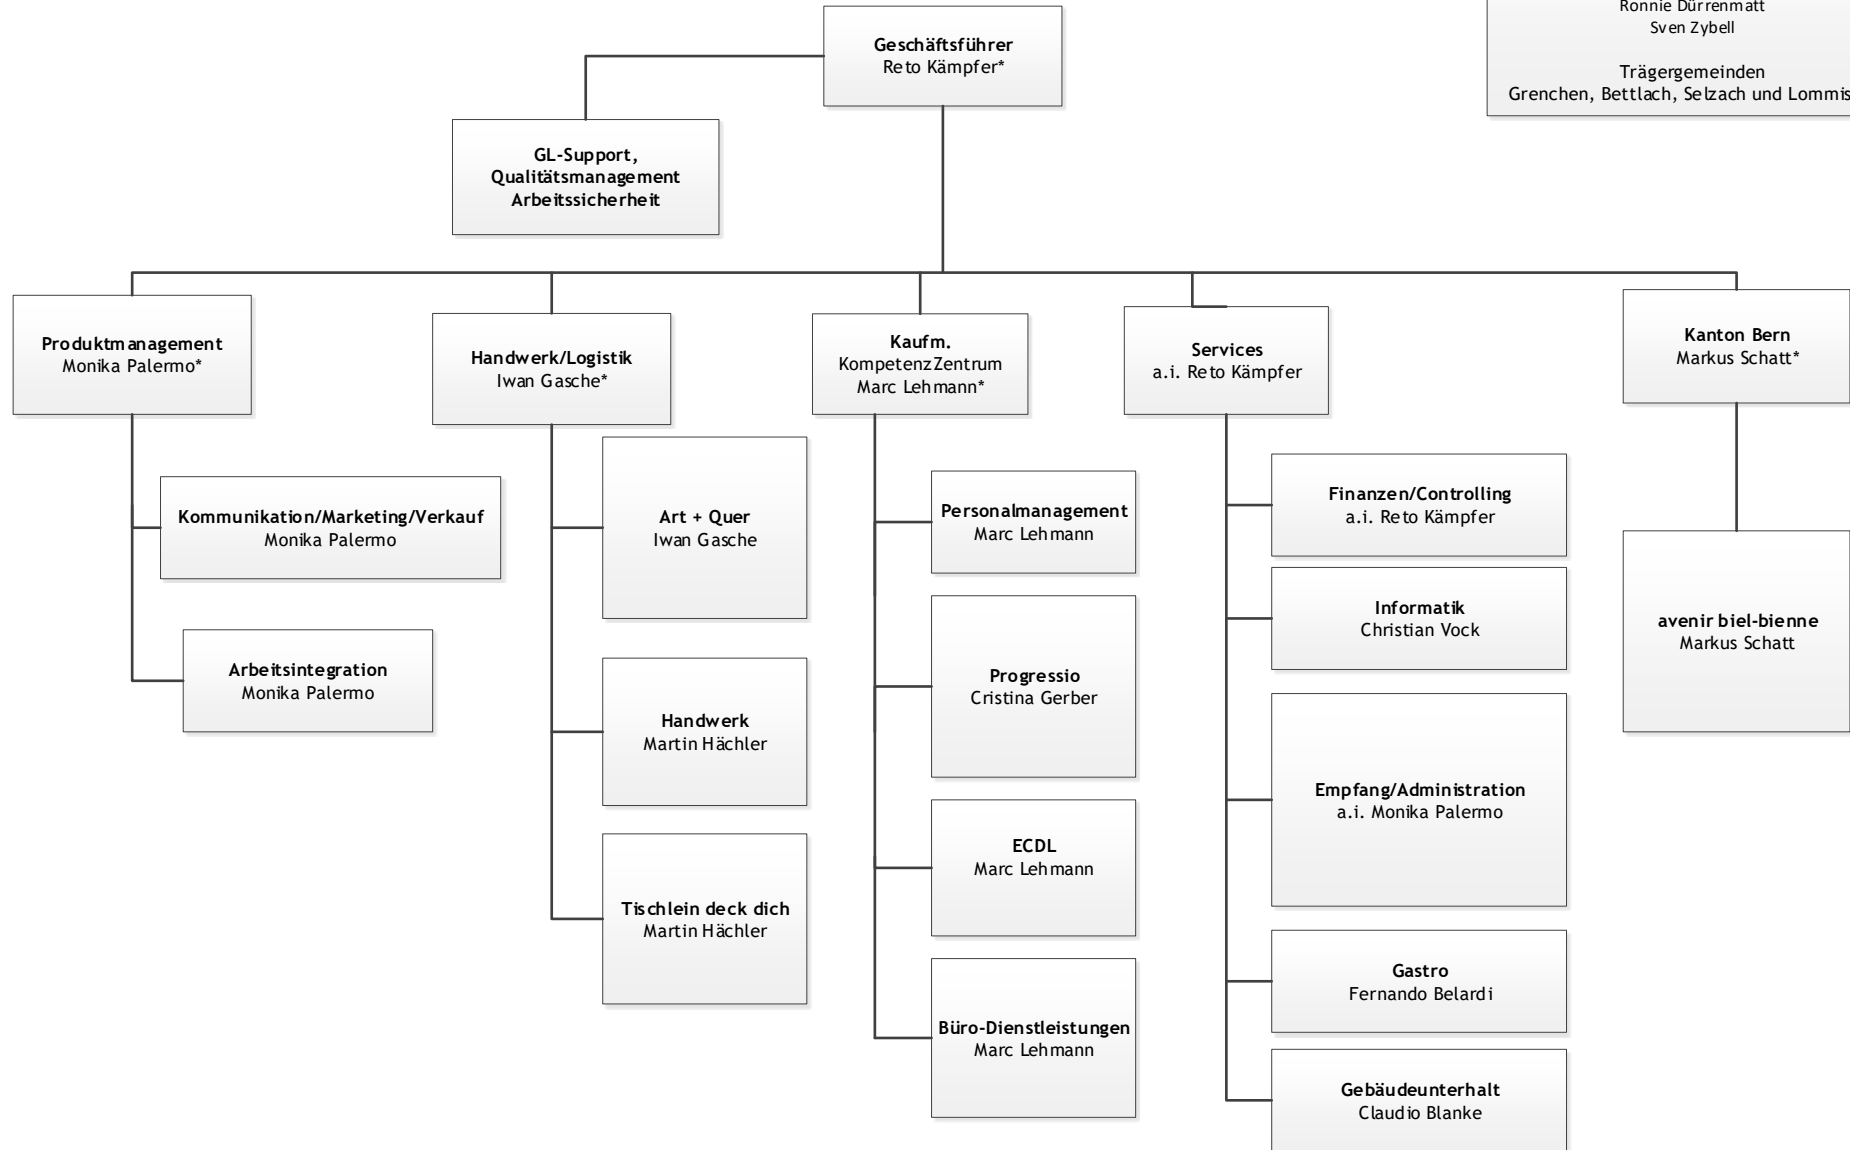 Ronnie Dürrenmatt
Sven Zybell
Trägergemeinden
Grenchen, Bettlach, Selzach und
Geschäftsführer
Reto Kämpfer*
GL-Support,
Qualitätsmanagement
Arbeitssicherheit
Produktmanagement
Monika Palermo*
Kommunikation/Marketing/Verkauf
Monika Palermo
Arbeitsintegration
Monika Palermo
Handwerk/Logistik
Iwan Gasche*
Art + Quer
Iwan Gasche
Handwerk
Martin Hächler
Tischlein deck dich
Martin Hächler
Kaufm.
KompetenzZentrum
Marc Lehmann*
Personalmanagement
Marc Lehmann
Progressio
Cristina Gerber
ECDL
Marc Lehmann
Büro-Dienstleistungen
Marc Lehmann
Services
a.i. Reto Kämpfer
Finanzen/Controlling
a.i. Reto Kämpfer
Informatik
Christian Vock
Empfang/Administration
a.i. Monika Palermo
Gastro
Fernando Belardi
Gebäudeunterhalt
Claudio Blanke
Kanton Bern
Markus Schatt*
avenir biel-bienne
Markus Schatt